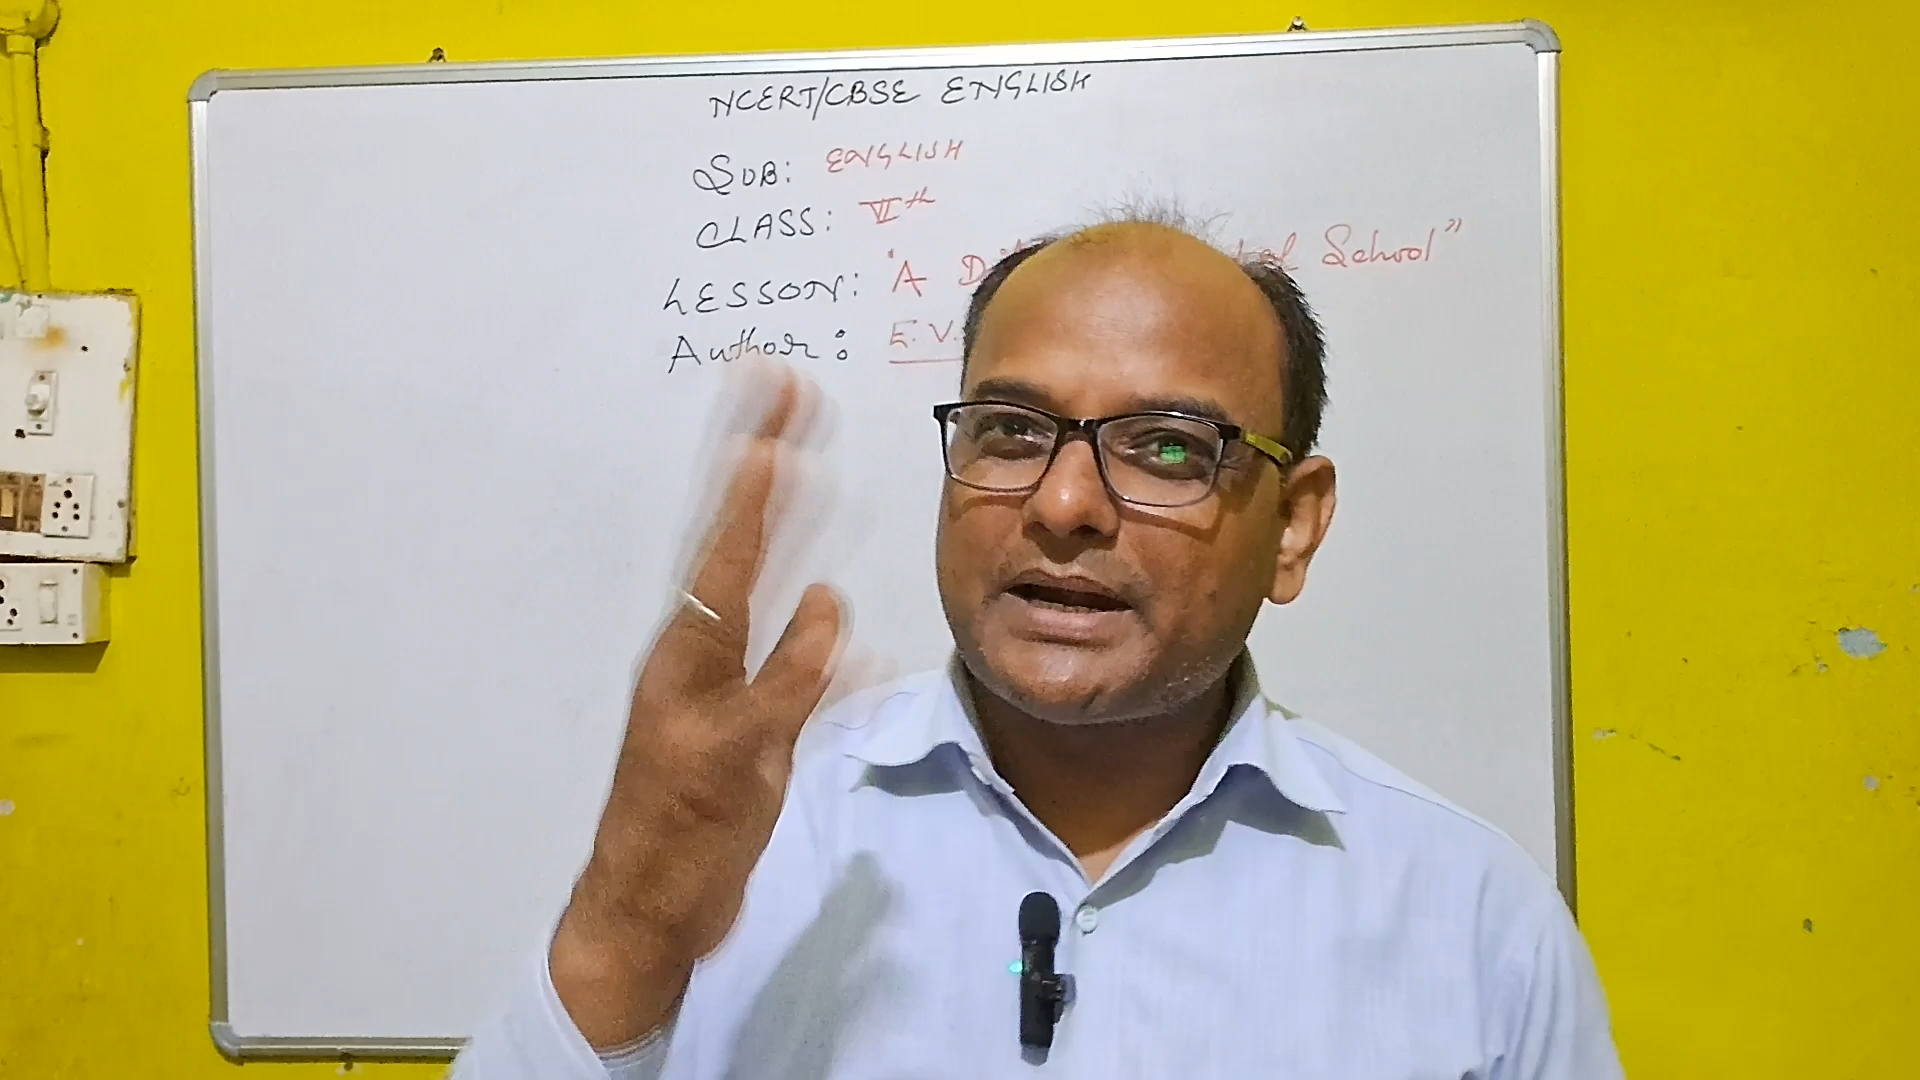 NCERT/CBSE ENGLISH
SUB: ENGLISH
CLASS: VIth
LESSON: "A School"
Author: E.V.